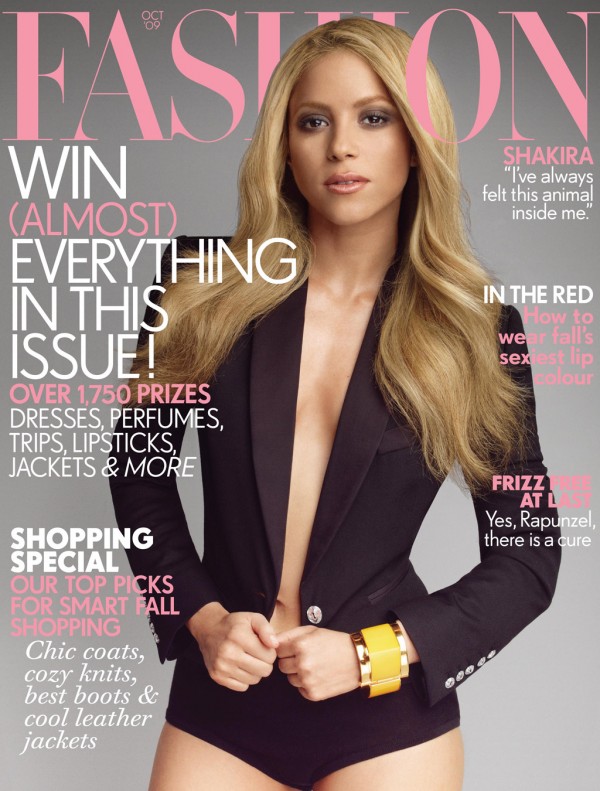 FASHION
OCT
'09
WIN
(ALMOST)
EVERYTHING
IN THIS
ISSUE!
OVER 1,750 PRIZES
DRESSES, PERFUMES,
TRIPS, LIPSTICKS,
JACKETS & MORE
SHOPPING
SPECIAL
OUR TOP PICKS
FOR SMART FALL
SHOPPING
Chic coats,
cozy knits,
best boots &
cool leather
jackets
SHAKIRA
“I’ve always
felt this animal
inside me.”
IN THE RED
How to
wear fall’s
sexiest lip
colour
FRIZZ FREE
AT LAST
Yes, Rapunzel,
there is a cure